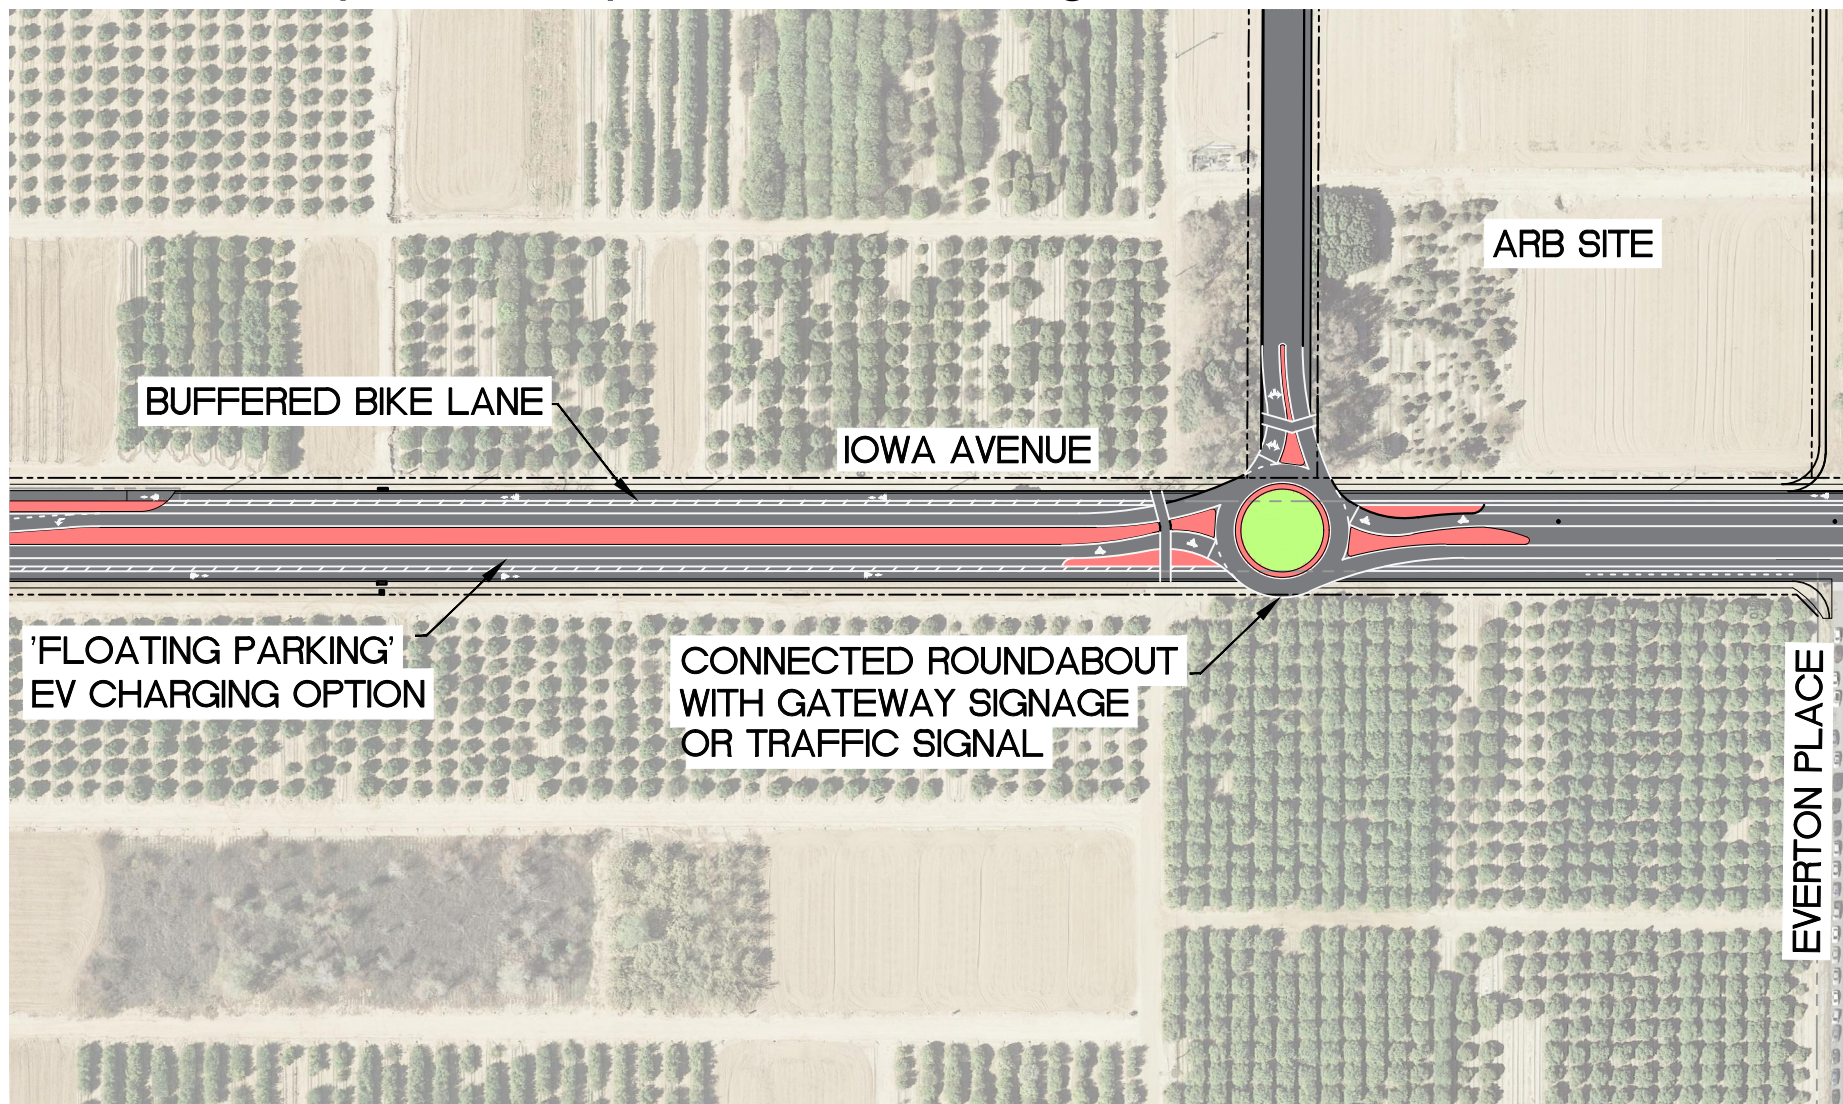 ARB SITE
BUFFERED BIKE LANE
IOWA AVENUE
'FLOATING PARKING'
EV CHARGING OPTION
CONNECTED ROUNDABOUT
WITH GATEWAY SIGNAGE
OR TRAFFIC SIGNAL
EVERTON PLACE